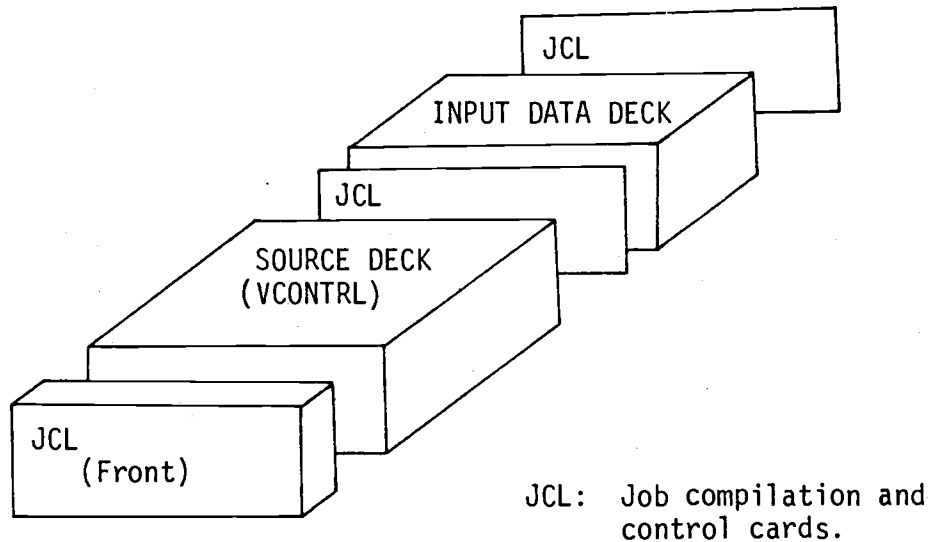 JCL
INPUT DATA DECK
JCL
SOURCE DECK
(VCONTRL)
JCL
(Front)
JCL: Job compilation and
control cards.